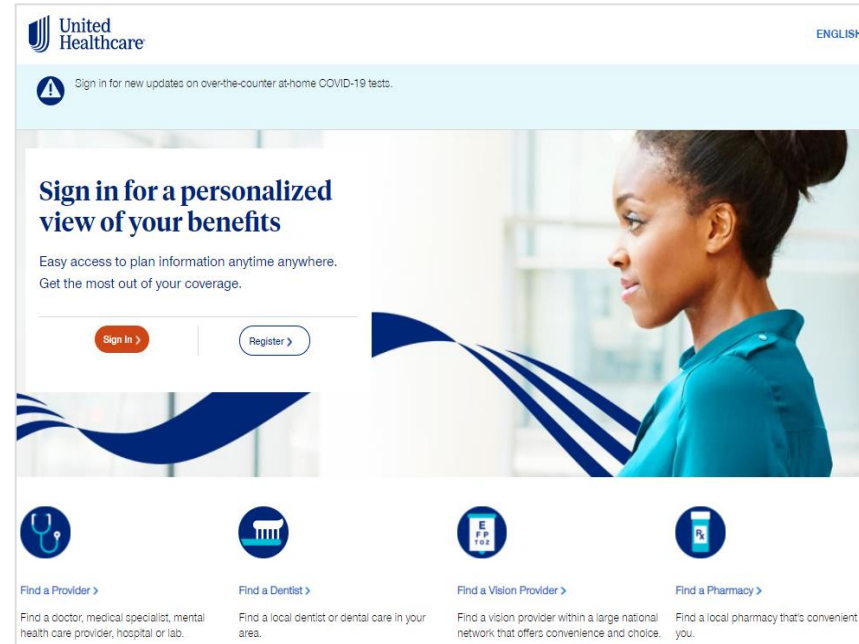 United
Healthcare
ENGLISH
Sign in for new updates on over-the-counter at-home COVID-19 tests.
Sign in for a personalized
view of your benefits
Easy access to plan information anytime anywhere.
Get the most out of your coverage.
Sign In >
Register >
E
F P
T O Z
Rx
Find a Provider >
Find a Dentist >
Find a Vision Provider >
Find a Pharmacy >
Find a doctor, medical specialist, mental
health care provider, hospital or lab.
Find a local dentist or dental care in your
area.
Find a vision provider within a large national
network that offers convenience and choice.
Find a local pharmacy that's convenient
you.